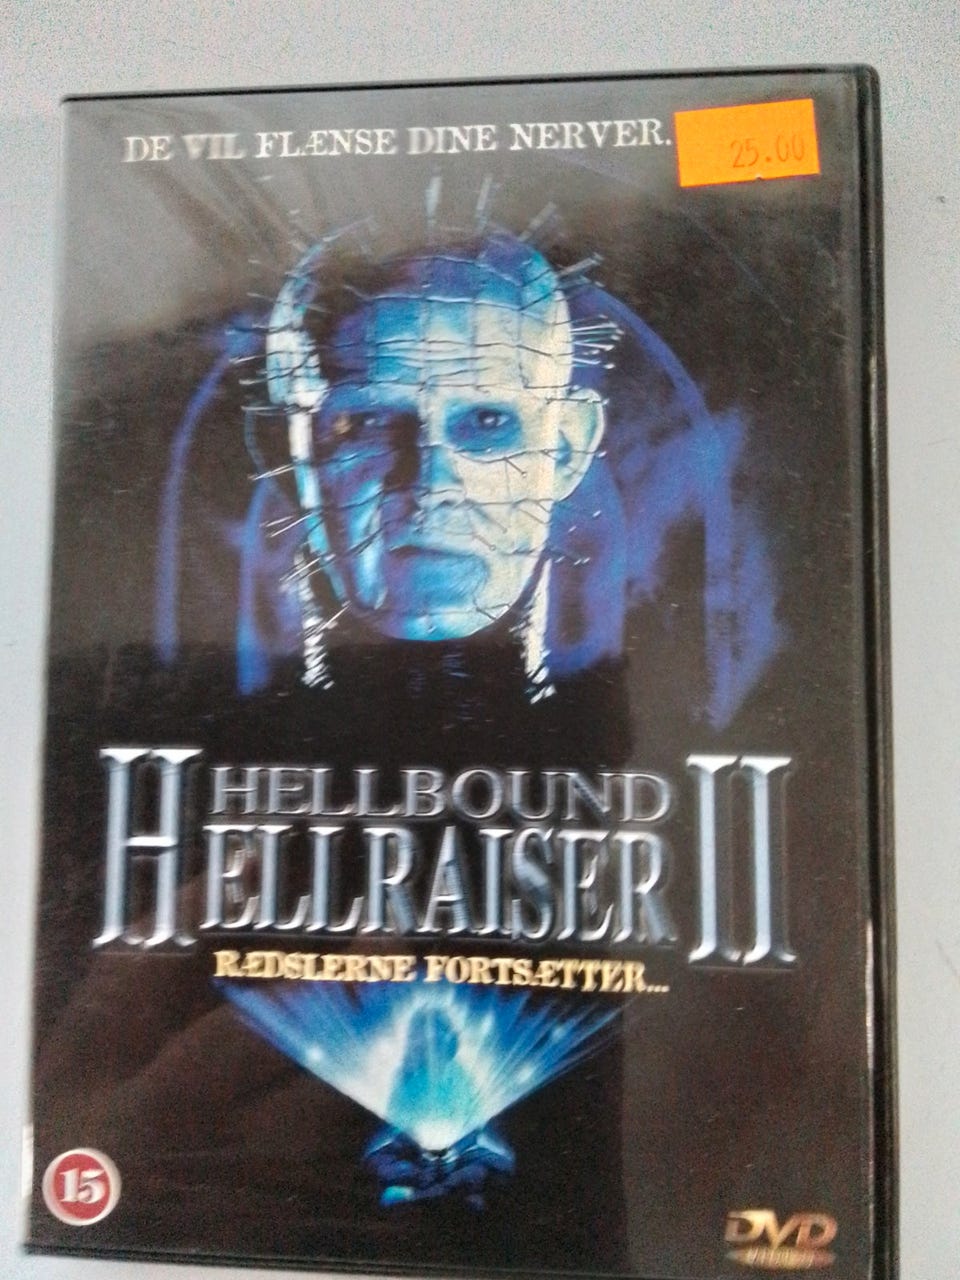 DE VIL FLÆNSE DINE NERVER.
25.00
HELLBOUND
HELLRAISER II
RÆDSLERNE FORTSÆTTER...
15
DVD